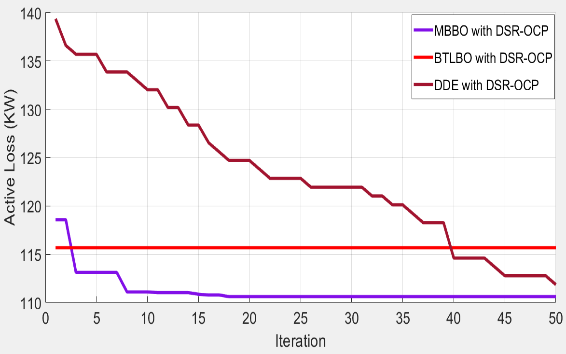 140
135
130
125
120
115
110
Active Loss (KW)
MBBO with DSR-OCP
BTLBO with DSR-OCP
DDE with DSR-OCP
0 5 10 15 20 25 30 35 40 45 50
Iteration